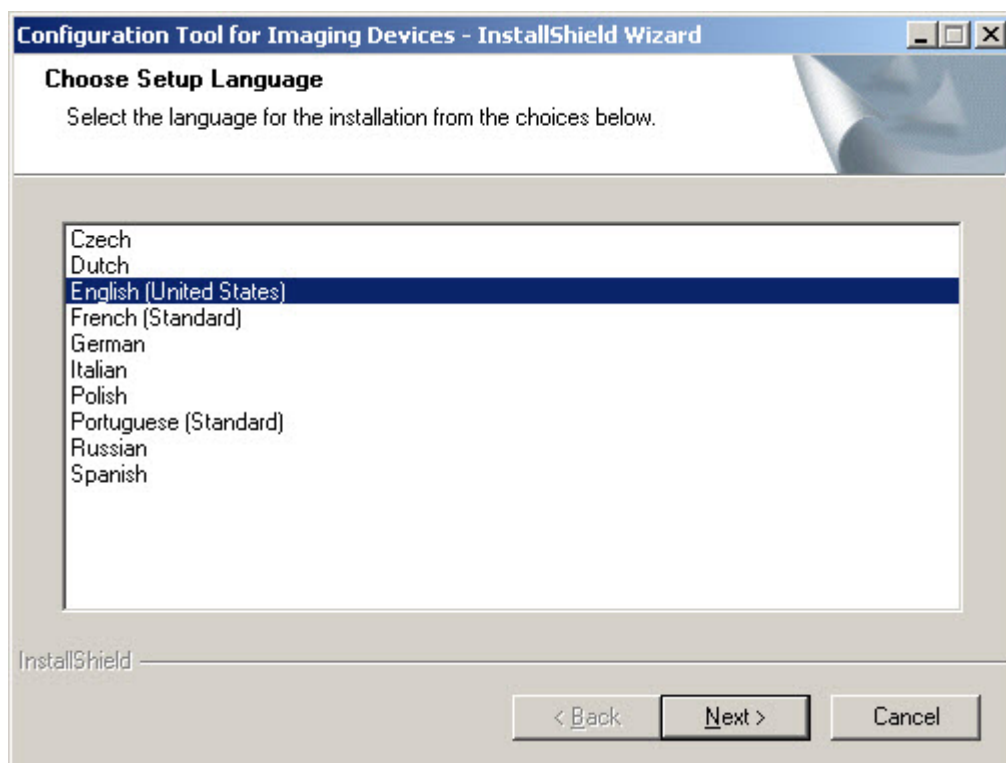 Configuration Tool for Imaging Devices - InstallShield Wizard
Choose Setup Language
Select the language for the installation from the choices below.
Czech
Dutch
English (United States)
French (Standard)
German
Italian
Polish
Portuguese (Standard)
Russian
Spanish
InstallShield
< Back
Next >
Cancel